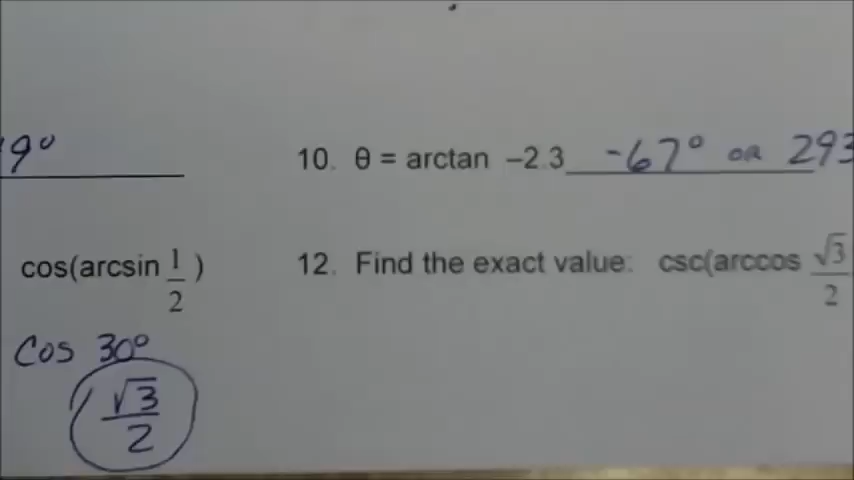 9° 10. θ = arctan –2.3 -67° OR 293
cos(arcsin 1/2) 12. Find the exact value: csc(arccos √3/2
Cos 30°
√3/2